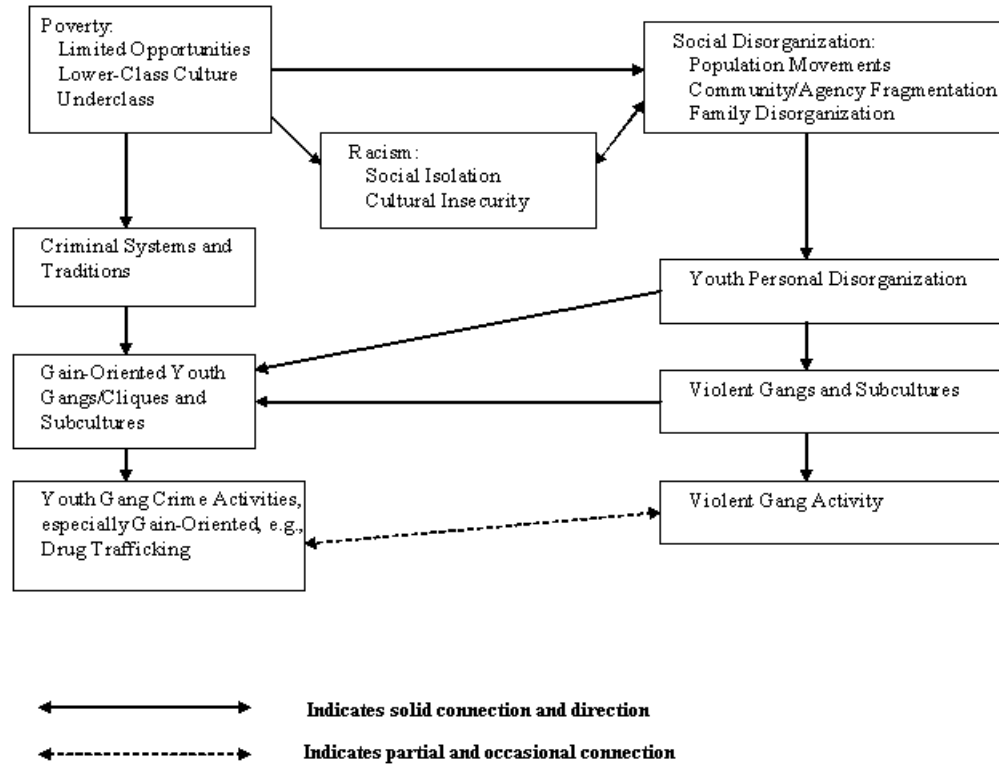 Poverty:
Limited Opportunities
Lower-Class Culture
Underclass
Social Disorganization:
Population Movements
Community/Agency Fragmentation
Family Disorganization
Racism:
Social Isolation
Cultural Insecurity
Criminal Systems and
Traditions
Youth Personal Disorganization
Gain-Oriented Youth
Gangs/Cliques and
Subcultures
Violent Gangs and Subcultures
Youth Gang Crime Activities,
especially Gain-Oriented, e.g.,
Drug Trafficking
Violent Gang Activity
Indicates solid connection and direction
Indicates partial and occasional connection